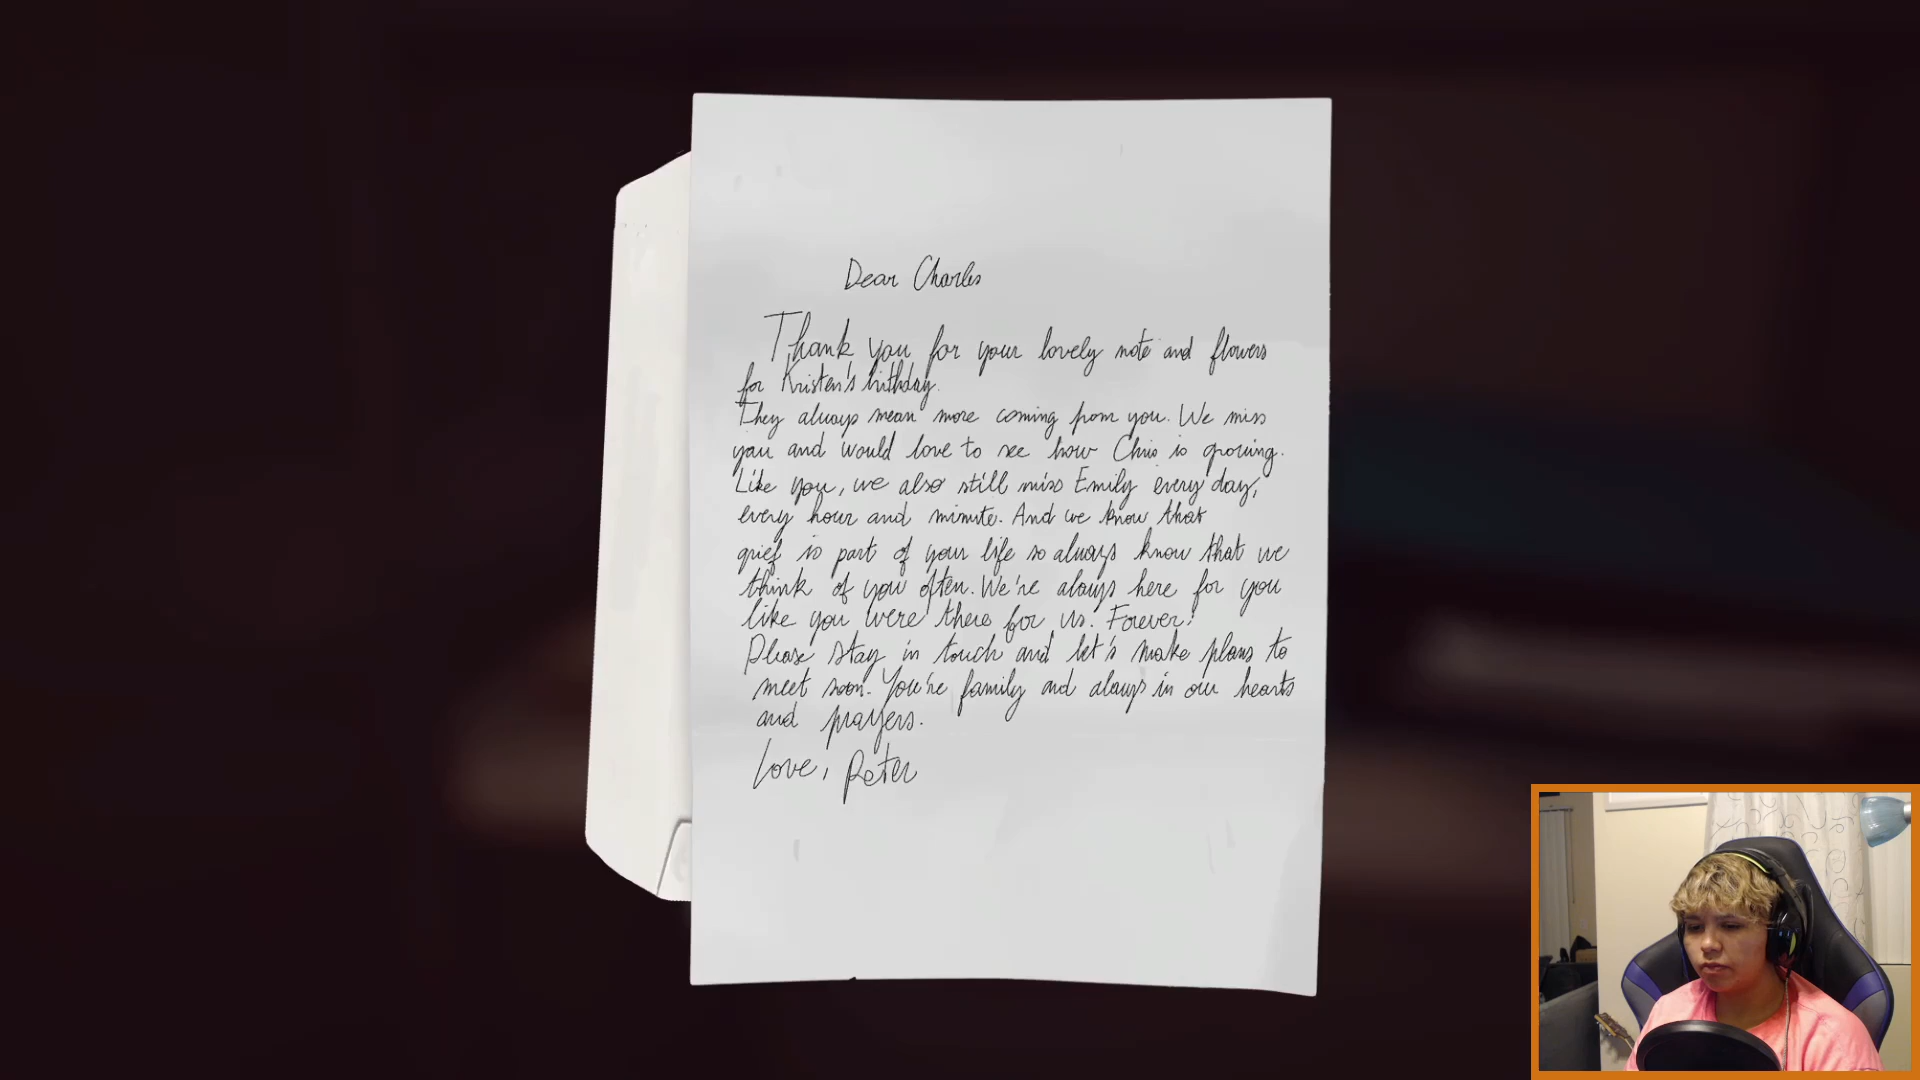 Dear Charles
Thank you for your lovely note and flowers
for Kristen's birthday.
They always mean more coming from you. We miss
you and would love to see how Chris is growing.
Like you, we also still miss Emily every day,
every hour and minute. And we know that
grief is part of your life so always know that we
think of you often. We're always here for you
like you were there for us. Forever!
Please stay in touch and let's make plans to
meet soon. You're family and always in our hearts
and prayers.
Love, Peter